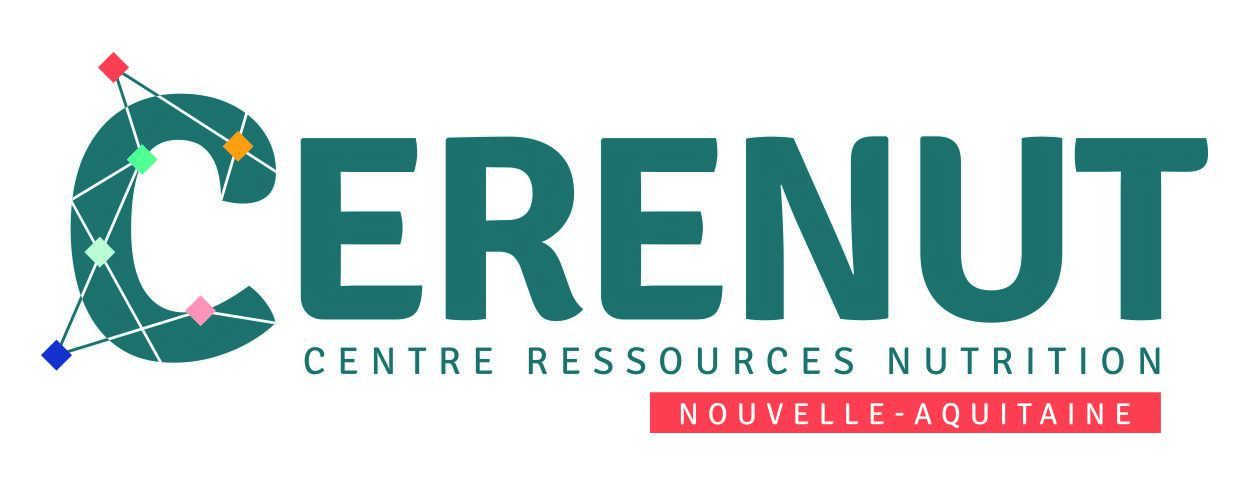 CERENUT
CENTRE RESSOURCES NUTRITION
NOUVELLE-AQUITAINE